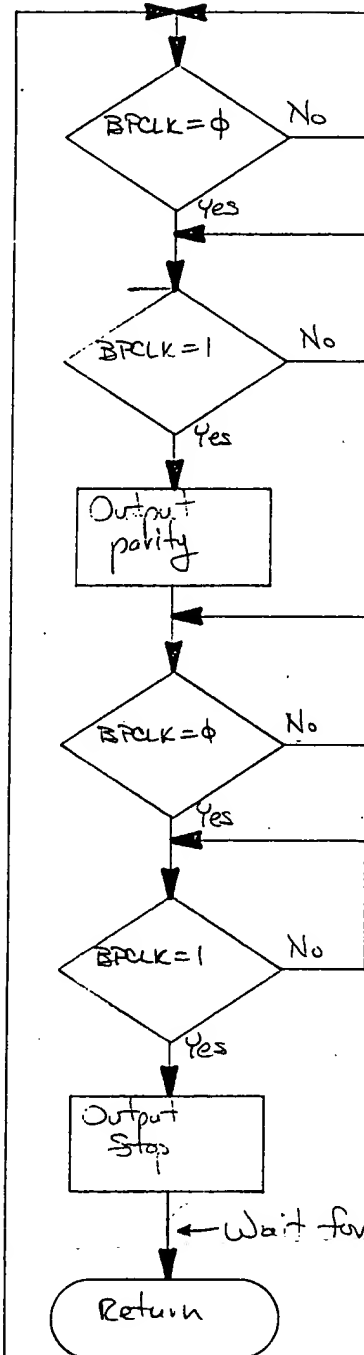 BPCLK=ϕ
No
Yes
BPCLK=1
No
Yes
Output
parity
BPCLK=ϕ
No
Yes
BPCLK=1
No
Yes
Output
Stop
← Wait for
Return